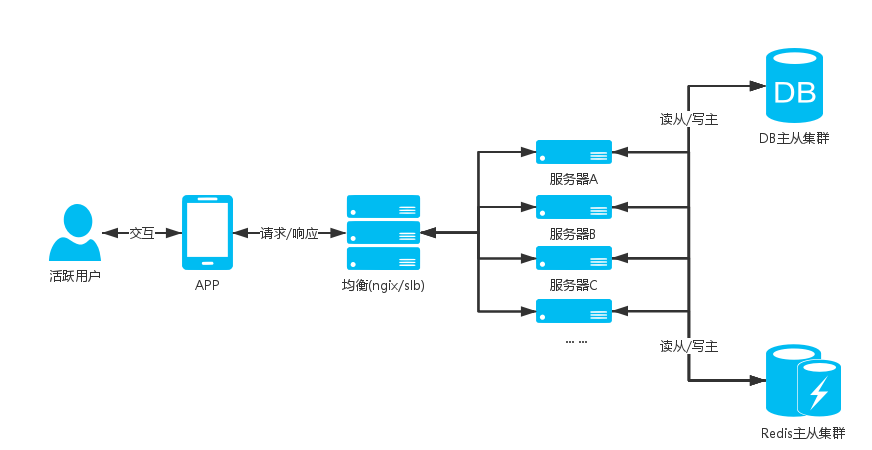 DB
读从/写主
DB主从集群
服务器A
交互
请求/响应
服务器B
活跃用户
APP
均衡(ngix/slb)
服务器C
... ...
读从/写主
Redis主从集群